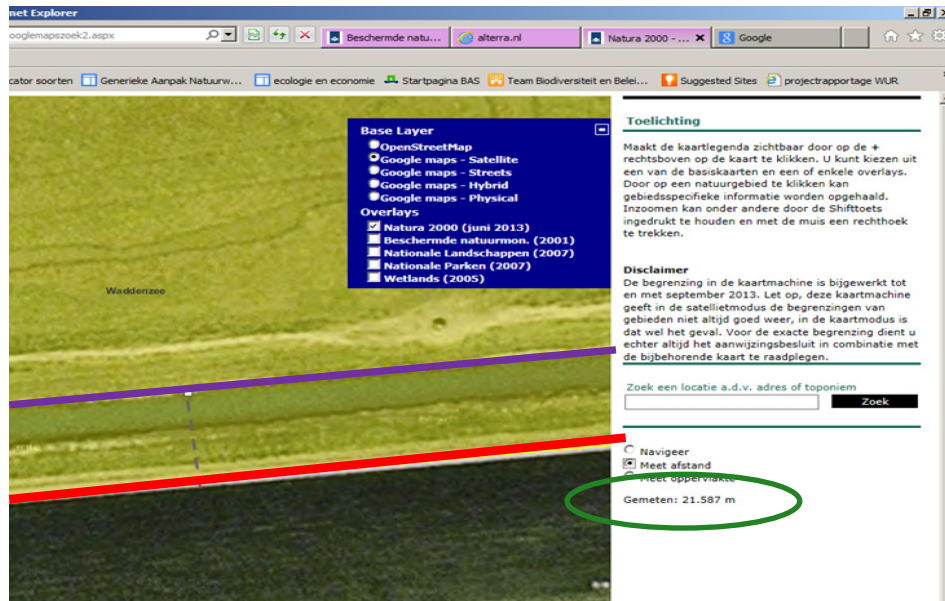 net Explorer
ooglemapszoek2.aspx
Beschermde natu...
alterra.nl
Natura 2000 - ...
Google
cator soorten
Generieke Aanpak Natuurw...
ecologie en economie
Startpagina BAS
Team Biodiversiteit en Belei...
Suggested Sites
projectrapportage WUR
Base Layer
OpenStreetMap
Google maps - Satellite
Google maps - Streets
Google maps - Hybrid
Google maps - Physical
Overlays
Natura 2000 (juni 2013)
Beschermde natuurmon. (2001)
Nationale Landschappen (2007)
Nationale Parken (2007)
Wetlands (2005)
Waddenzee
Toelichting
Maakt de kaartlegenda zichtbaar door op de +
rechtsboven op de kaart te klikken. U kunt kiezen uit
een van de basiskaarten en een of enkele overlays.
Door op een natuurgebied te klikken kan
gebiedsspecifieke informatie worden opgehaald.
Inzoomen kan onder andere door de Shifttoets
ingedrukt te houden en met de muis een rechthoek
te trekken.
Disclaimer
De begrenzing in de kaartmachine is bijgewerkt tot
en met september 2013. Let op, deze kaartmachine
geeft in de satellietmodus de begrenzingen van
gebieden niet altijd goed weer, in de kaartmodus is
dat wel het geval. Voor de exacte begrenzing dient u
echter altijd het aanwijzingsbesluit in combinatie met
de bijbehorende kaart te raadplegen.
Zoek een locatie a.d.v. adres of toponiem
Zoek
Navigeer
Meet afstand
Meet oppervlakte
Gemeten: 21.587 m